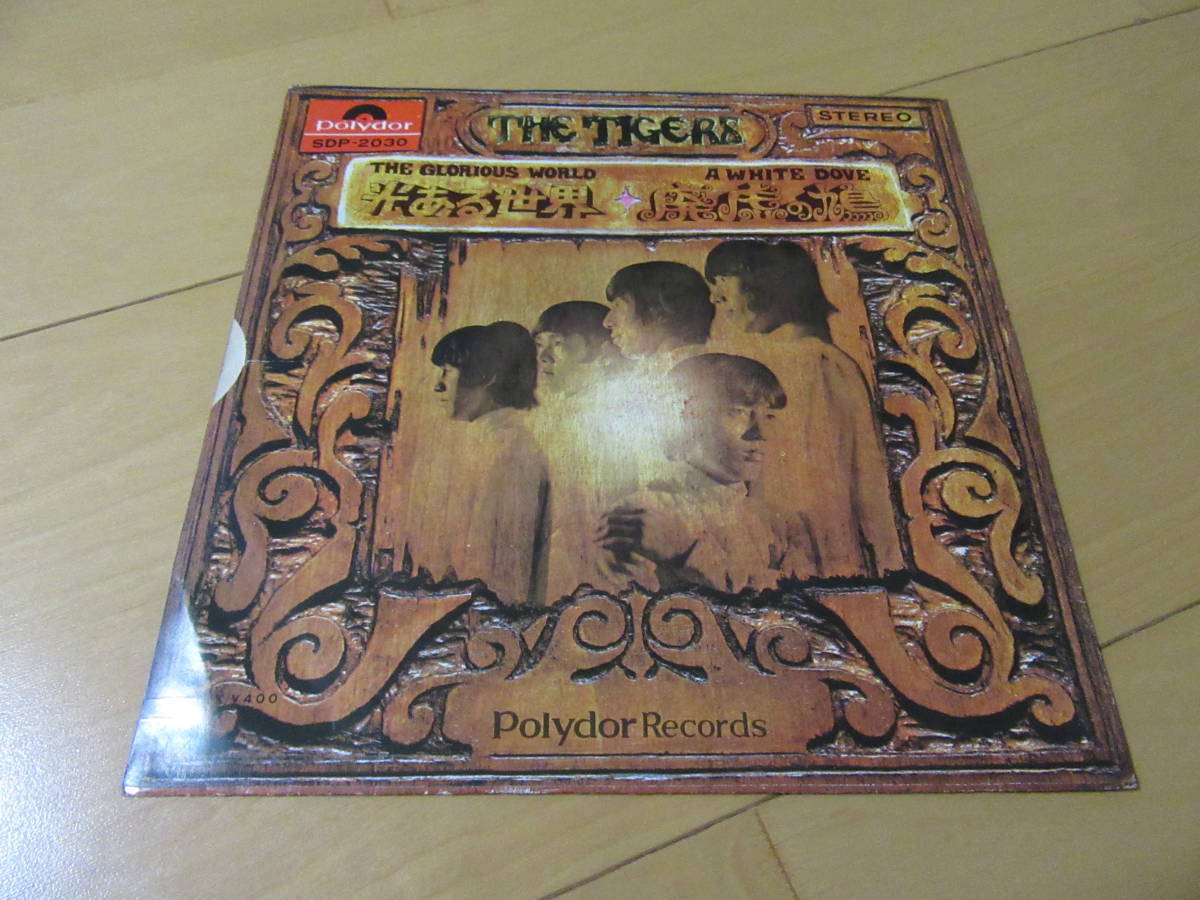 polydor
SDP-2030
THE TIGERS
STEREO
THE GLORIOUS WORLD
A WHITE DOVE
光ある世界
廃虚の鳩
¥400
Polydor Records